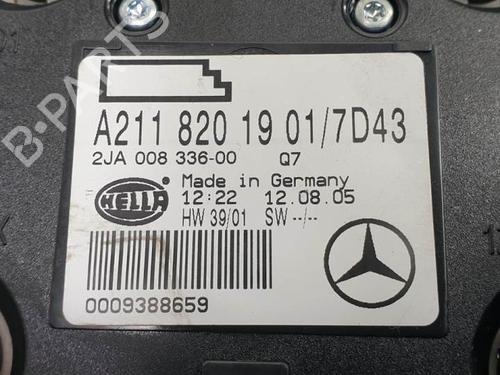 B-PARTS
A211 820 19 01/7D43
2JA 008 336-00 Q7
HELLA
Made in Germany
12:22 12.08.05
HW 39/01 SW --/--
0009388659